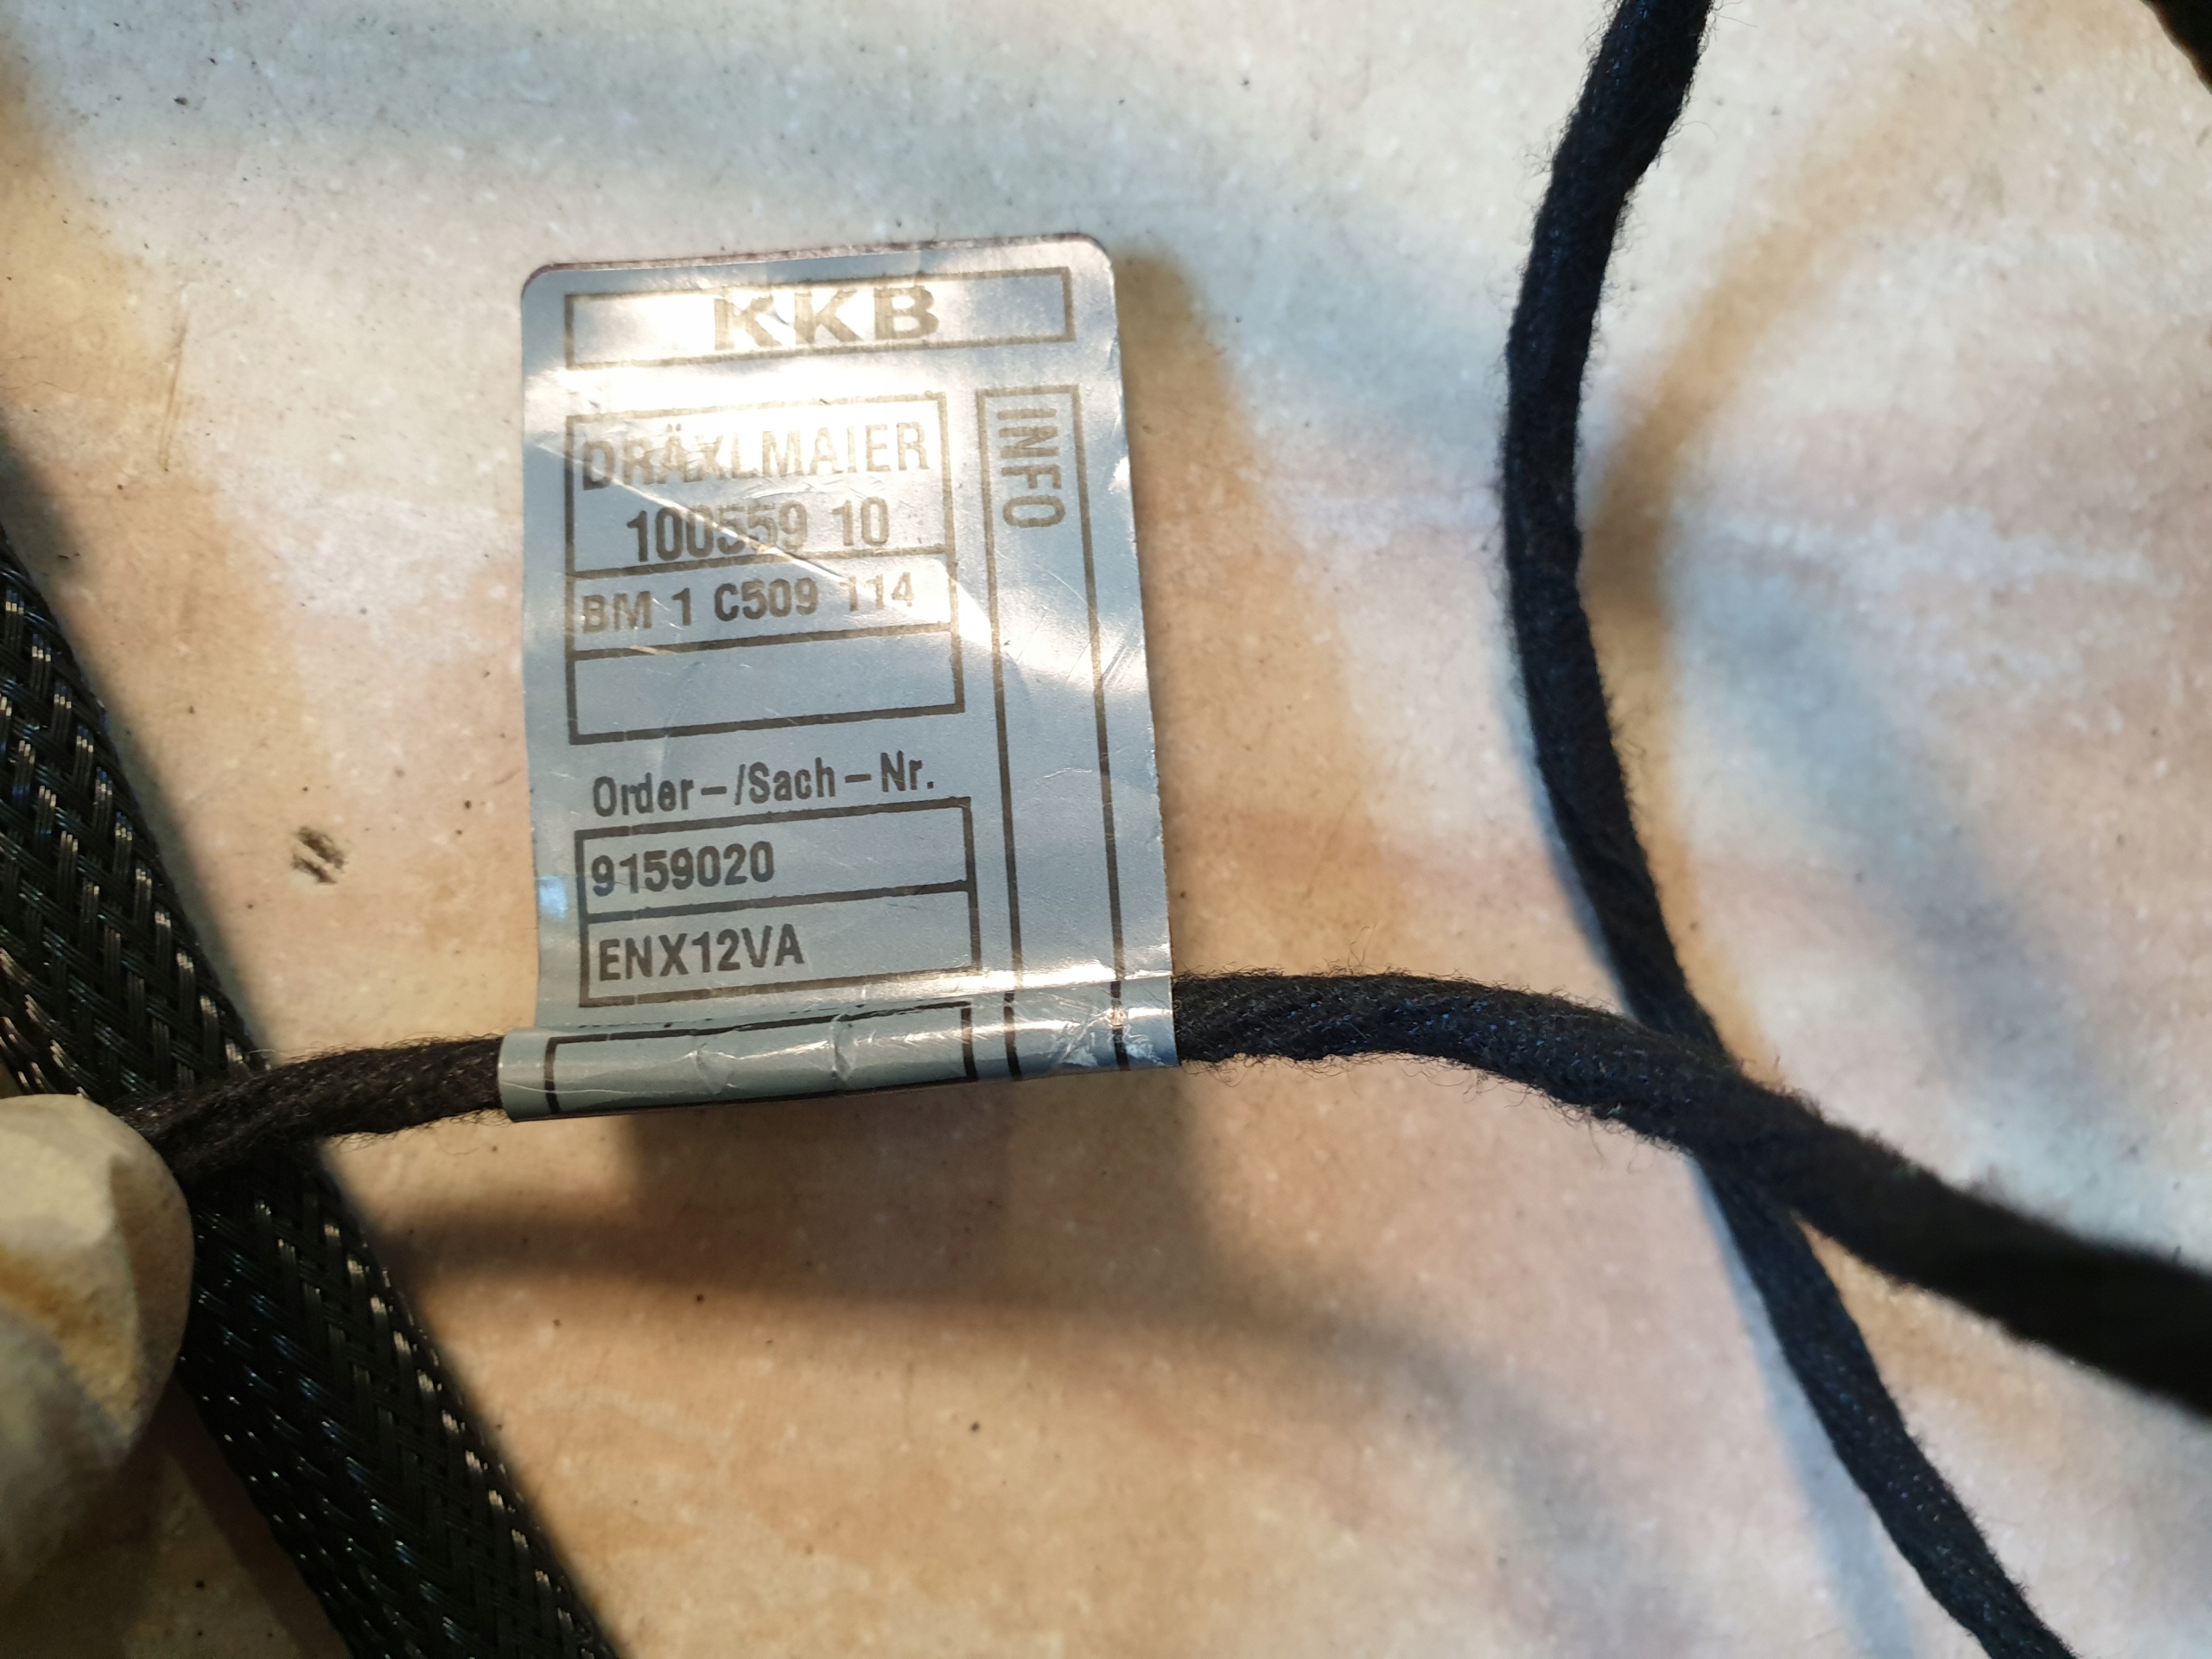 KKB
DRÄXLMAIER
100559 10
BM 1 C509 114
INFO
Order-/Sach-Nr.
9159020
ENX12VA